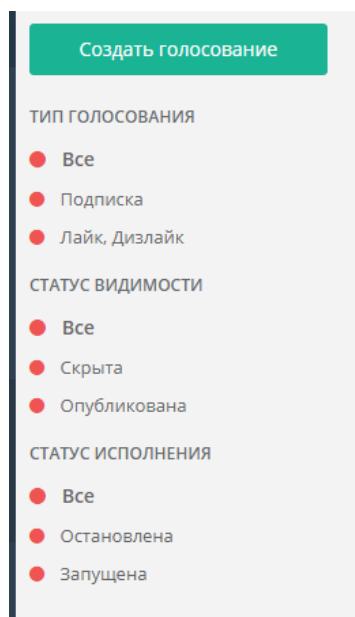 Создать голосование
ТИП ГОЛОСОВАНИЯ
Все
Подписка
Лайк, Дизлайк
СТАТУС ВИДИМОСТИ
Все
Скрыта
Опубликована
СТАТУС ИСПОЛНЕНИЯ
Все
Остановлена
Запущена